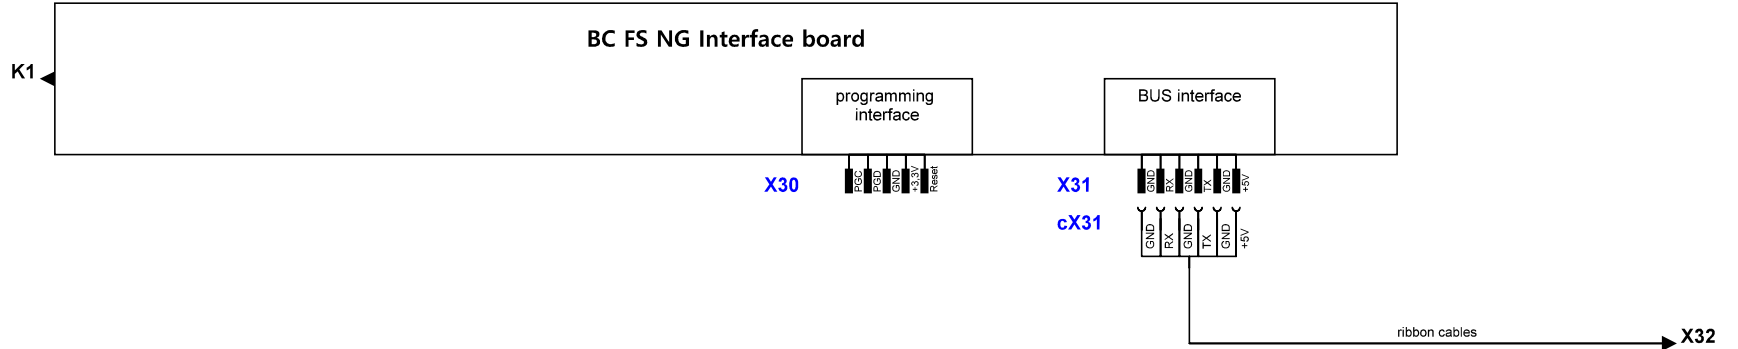 BC FS NG Interface board
K1
programming
interface
BUS interface
X30
PGC
PGD
GND
+3,3V
Reset
X31
GND
RX
GND
TX
GND
+5V
cX31
GND
RX
GND
TX
GND
+5V
ribbon cables
X32